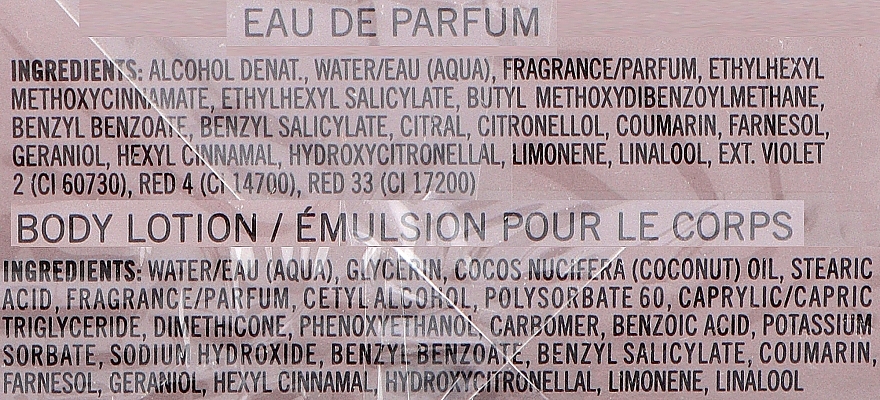 EAU DE PARFUM
INGREDIENTS: ALCOHOL DENAT., WATER/EAU (AQUA), FRAGRANCE/PARFUM, ETHYLHEXYL
METHOXYCINNAMATE, ETHYLHEXYL SALICYLATE, BUTYL METHOXYDIBENZOYLMETHANE,
BENZYL BENZOATE, BENZYL SALICYLATE, CITRAL, CITRONELLOL, COUMARIN, FARNESOL,
GERANIOL, HEXYL CINNAMAL, HYDROXYCITRONELLAL, LIMONENE, LINALOOL, EXT. VIOLET
2 (CI 60730), RED 4 (CI 14700), RED 33 (CI 17200)
BODY LOTION / ÉMULSION POUR LE CORPS
INGREDIENTS: WATER/EAU (AQUA), GLYCERIN, COCOS NUCIFERA (COCONUT) OIL, STEARIC
ACID, FRAGRANCE/PARFUM, CETYL ALCOHOL, POLYSORBATE 60, CAPRYLIC/CAPRIC
TRIGLYCERIDE, DIMETHICONE, PHENOXYETHANOL, CARBOMER, BENZOIC ACID, POTASSIUM
SORBATE, SODIUM HYDROXIDE, BENZYL BENZOATE, BENZYL SALICYLATE, COUMARIN,
FARNESOL, GERANIOL, HEXYL CINNAMAL, HYDROXYCITRONELLAL, LIMONENE, LINALOOL